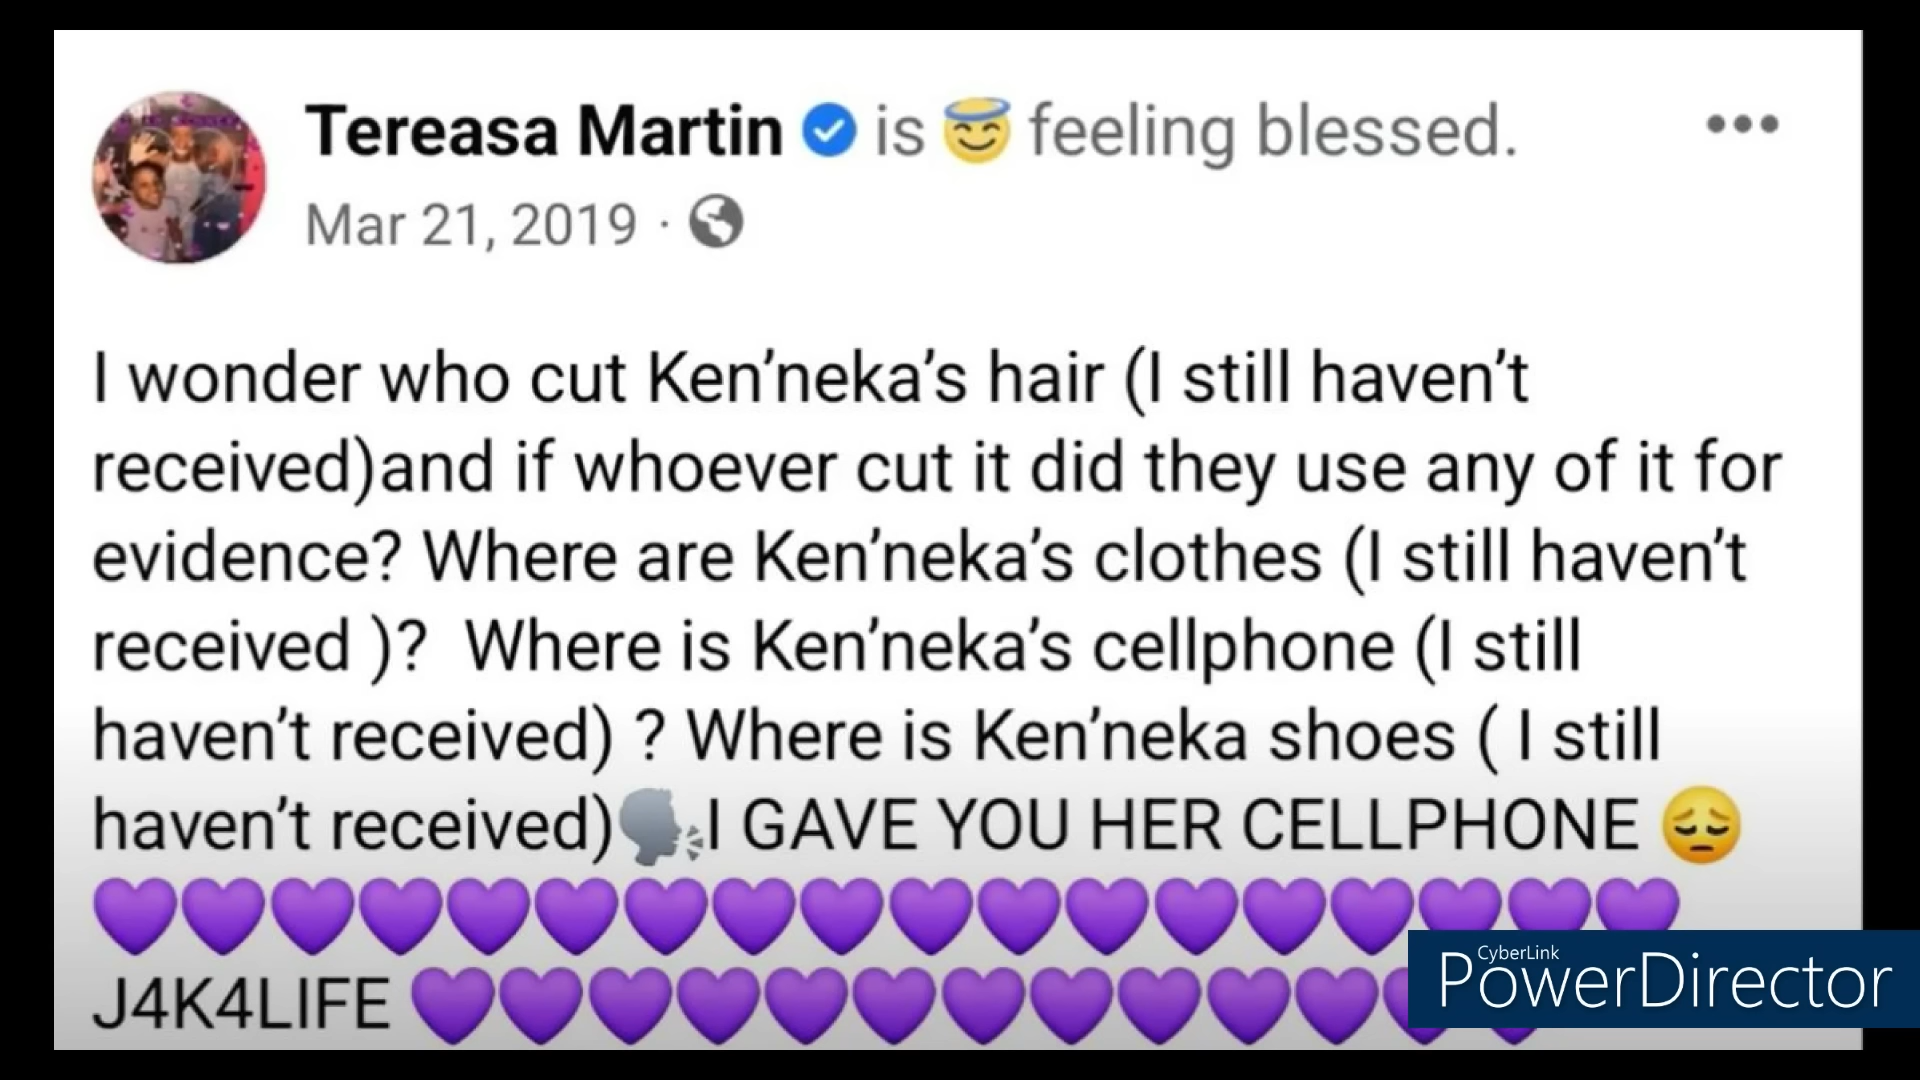 Tereasa Martin is 😇 feeling blessed.
Mar 21, 2019 ·
I wonder who cut Ken’neka’s hair (I still haven’t
received)and if whoever cut it did they use any of it for
evidence? Where are Ken’neka’s clothes (I still haven’t
received )?  Where is Ken’neka’s cellphone (I still
haven’t received) ? Where is Ken’neka shoes ( I still
haven’t received)🗣️I GAVE YOU HER CELLPHONE 😔
💜💜💜💜💜💜💜💜💜💜💜💜💜💜💜💜💜💜
J4K4LIFE 💜💜💜💜💜💜💜💜💜💜💜💜💜
CyberLink
PowerDirector